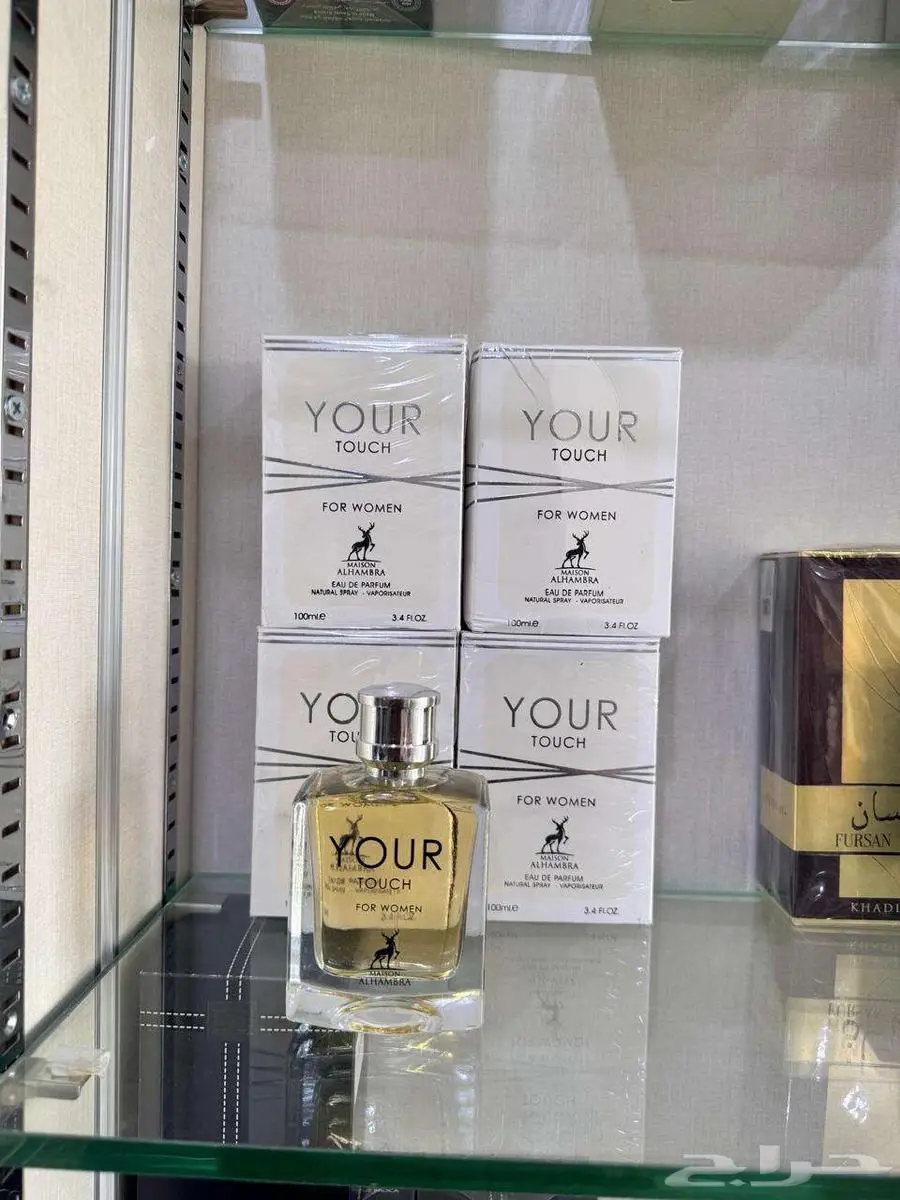 YOUR
TOUCH
FOR WOMEN
MAISON
ALHAMBRA
EAU DE PARFUM
NATURAL SPRAY - VAPORISATEUR
100ml.e 3.4 FL.OZ.
YOUR
TOUCH
FOR WOMEN
MAISON
ALHAMBRA
EAU DE PARFUM
NATURAL SPRAY - VAPORISATEUR
100ml.e 3.4 FL.OZ.
YO
TOU
YOUR
TOUCH
FOR WOMEN
MAISON
ALHAMBRA
EAU DE PARFUM
NATURAL SPRAY - VAPORISATEUR
100ml.e 3.4 FL.OZ.
YOUR
TOUCH
FOR WOMEN
MAISON
ALHAMBRA
FURSAN
KHADL
حراج